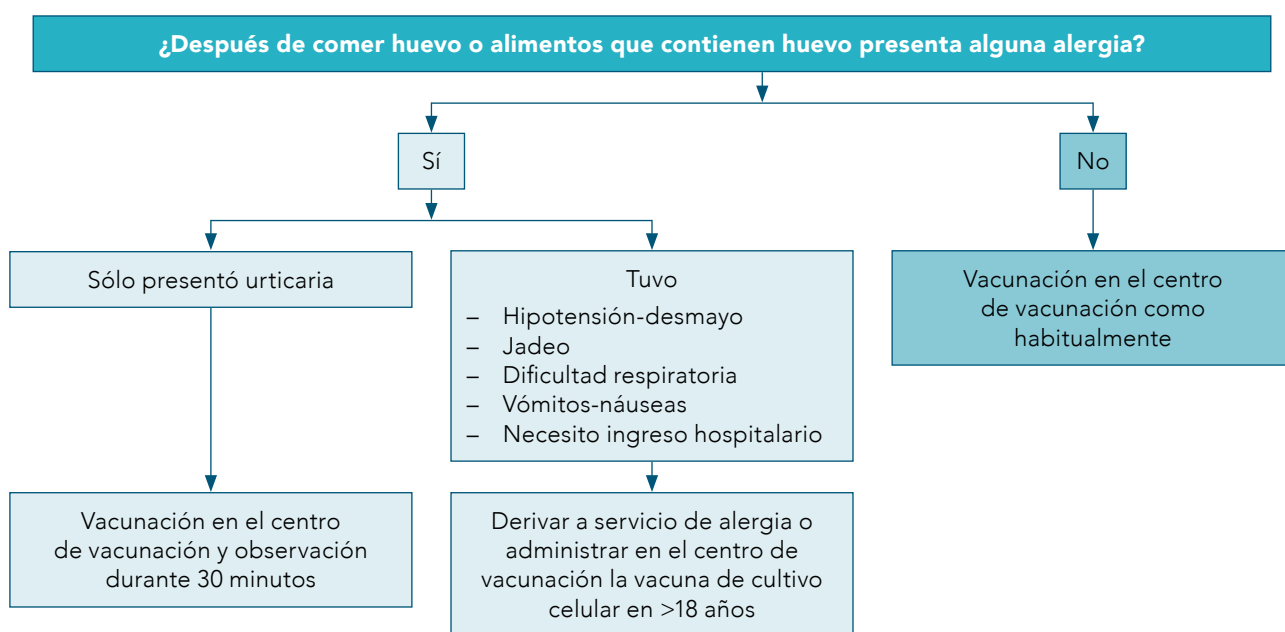 ¿Después de comer huevo o alimentos que contienen huevo presenta alguna alergia?
Sí
No
Sólo presentó urticaria
Tuvo
– Hipotensión-desmayo
– Jadeo
– Dificultad respiratoria
– Vómitos-náuseas
– Necesito ingreso hospitalario
Vacunación en el centro
de vacunación como
habitualmente
Vacunación en el centro
de vacunación y observación
durante 30 minutos
Derivar a servicio de alergia o
administrar en el centro de
vacunación la vacuna de cultivo
celular en >18 años